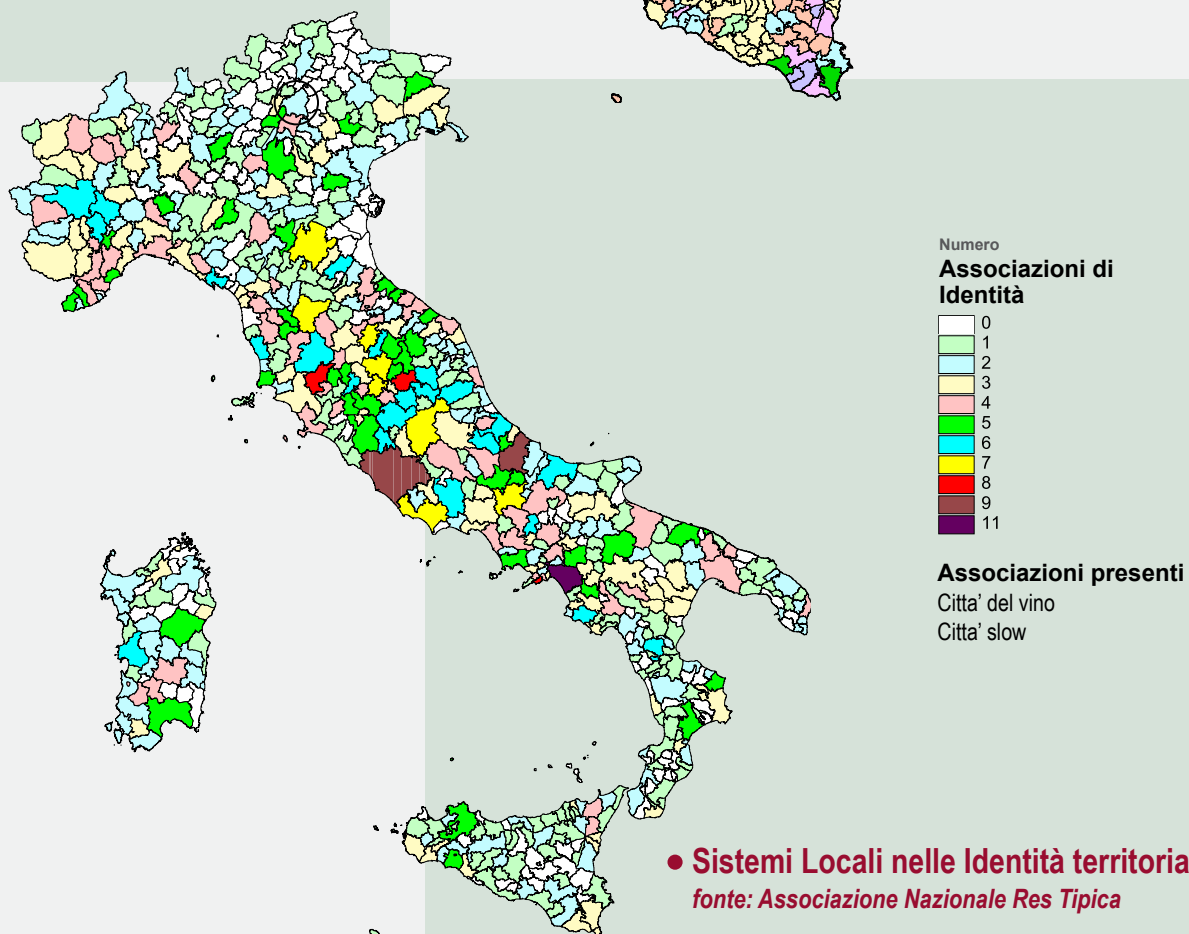 Numero
Associazioni di
Identità
0
1
2
3
4
5
6
7
8
9
11
Associazioni presenti
Citta' del vino
Citta' slow
• Sistemi Locali nelle Identità territoria
fonte: Associazione Nazionale Res Tipica